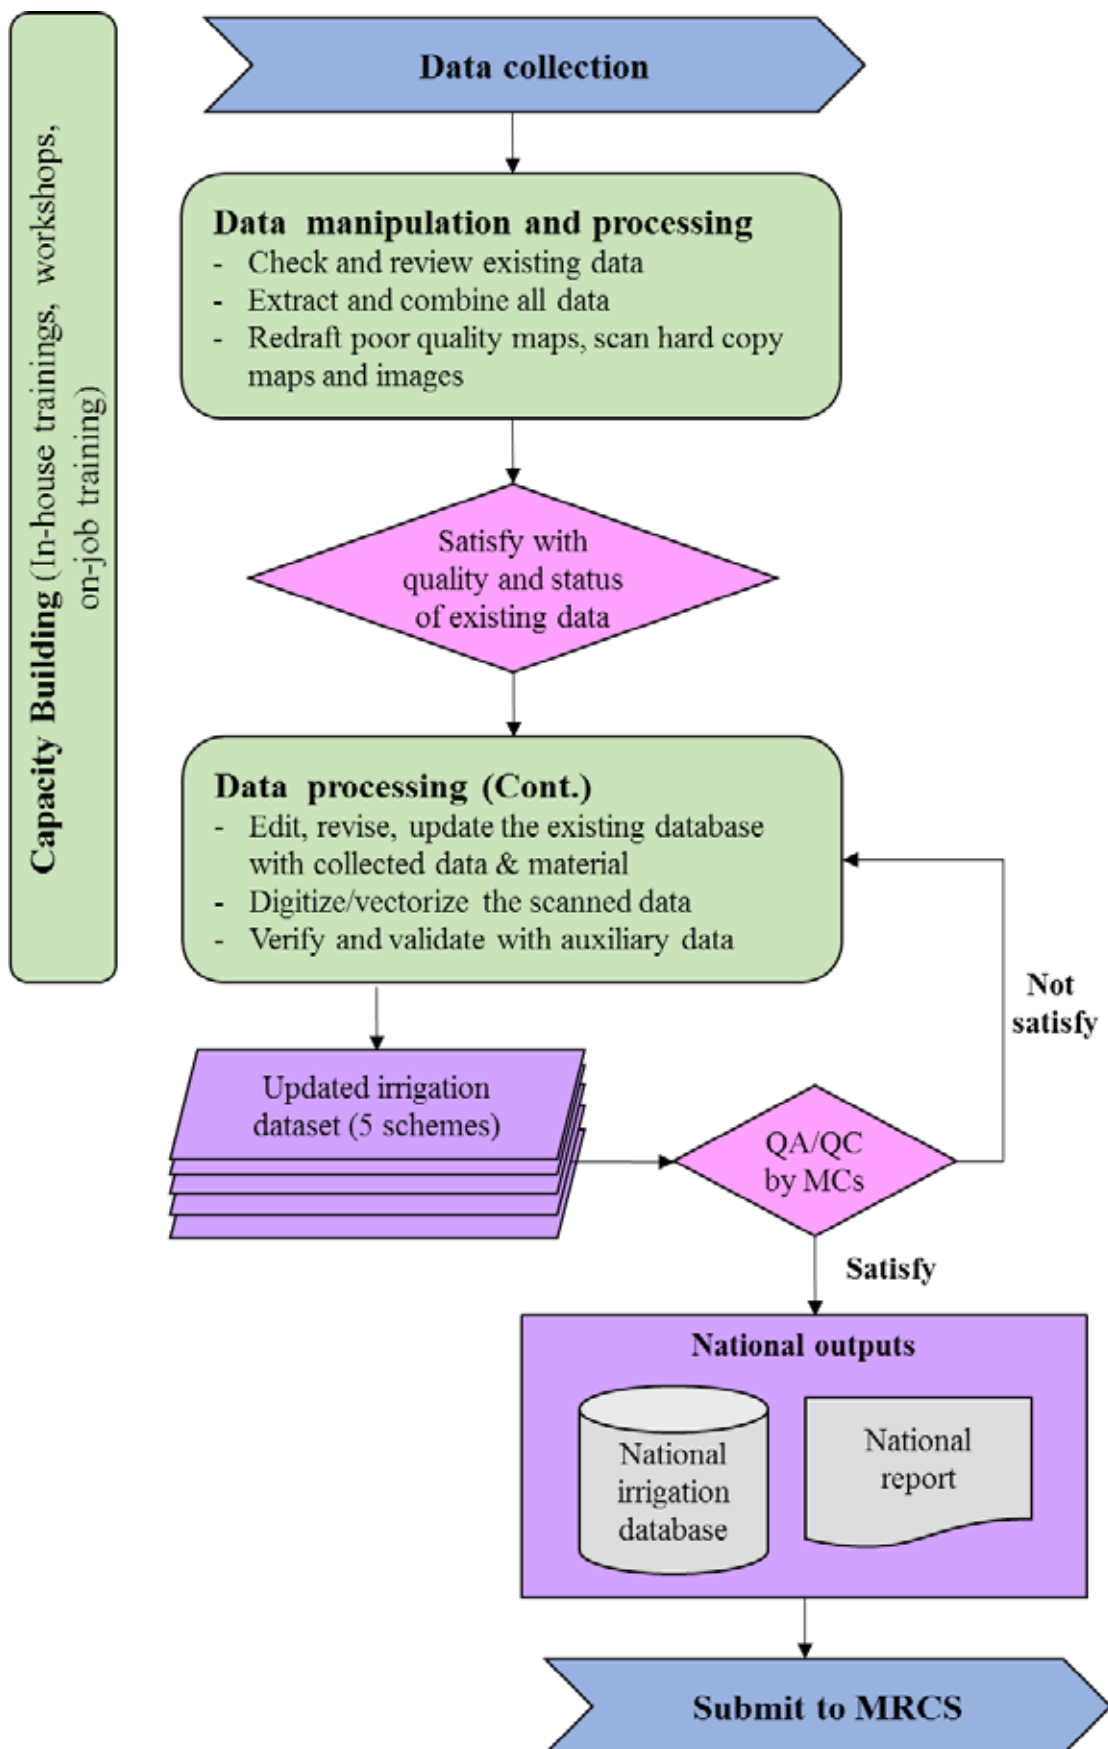 Capacity Building (In-house trainings, workshops,
on-job training)
Data collection
Data manipulation and processing
- Check and review existing data
- Extract and combine all data
- Redraft poor quality maps, scan hard copy
maps and images
Satisfy with
quality and status
of existing data
Data processing (Cont.)
- Edit, revise, update the existing database
with collected data & material
- Digitize/vectorize the scanned data
- Verify and validate with auxiliary data
Not
satisfy
Updated irrigation
dataset (5 schemes)
QA/QC
by MCs
Satisfy
National outputs
National
irrigation
database
National
report
Submit to MRCS